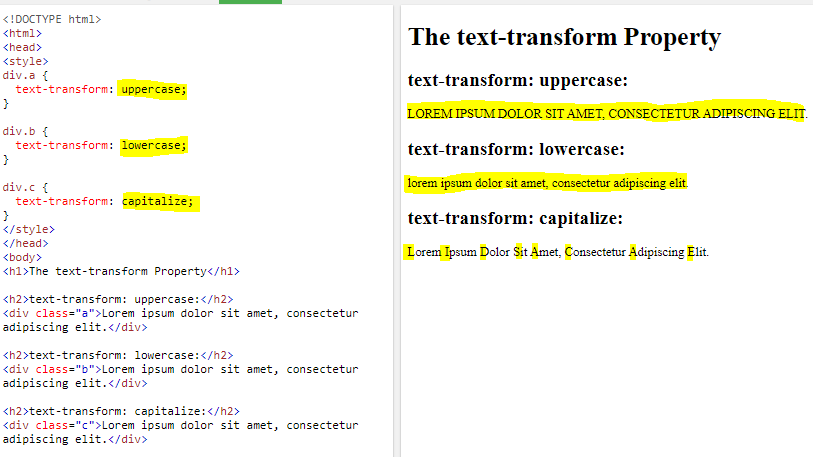 <!DOCTYPE html>
<html>
<head>
<style>
div.a {
  text-transform: uppercase;
}

div.b {
  text-transform: lowercase;
}

div.c {
  text-transform: capitalize;
}
</style>
</head>
<body>
<h1>The text-transform Property</h1>

<h2>text-transform: uppercase:</h2>
<div class="a">Lorem ipsum dolor sit amet, consectetur
adipiscing elit.</div>

<h2>text-transform: lowercase:</h2>
<div class="b">Lorem ipsum dolor sit amet, consectetur
adipiscing elit.</div>

<h2>text-transform: capitalize:</h2>
<div class="c">Lorem ipsum dolor sit amet, consectetur
adipiscing elit.</div>

The text-transform Property
text-transform: uppercase:
LOREM IPSUM DOLOR SIT AMET, CONSECTETUR ADIPISCING ELIT.
text-transform: lowercase:
lorem ipsum dolor sit amet, consectetur adipiscing elit.
text-transform: capitalize:
Lorem Ipsum Dolor Sit Amet, Consectetur Adipiscing Elit.